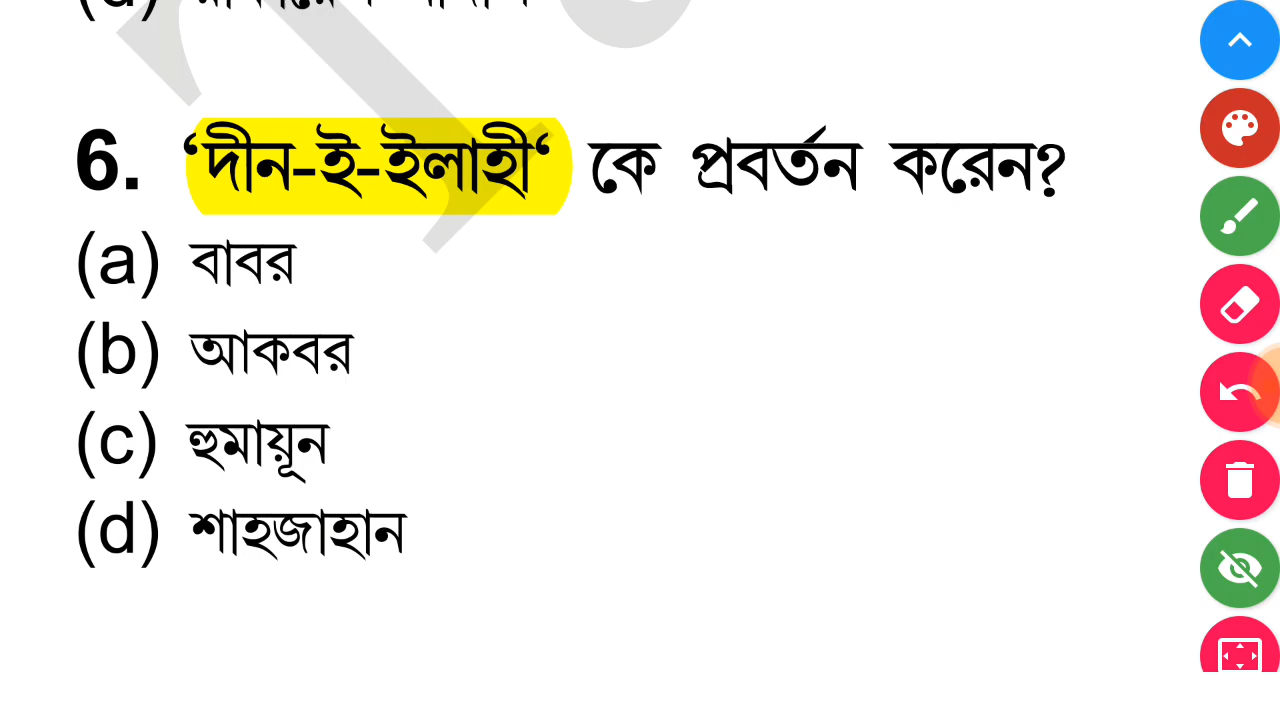 6. ‘দীন-ই-ইলাহী‘ কে প্রবর্তন করেন?
(a) বাবর
(b) আকবর
(c) হুমায়ূন
(d) শাহজাহান